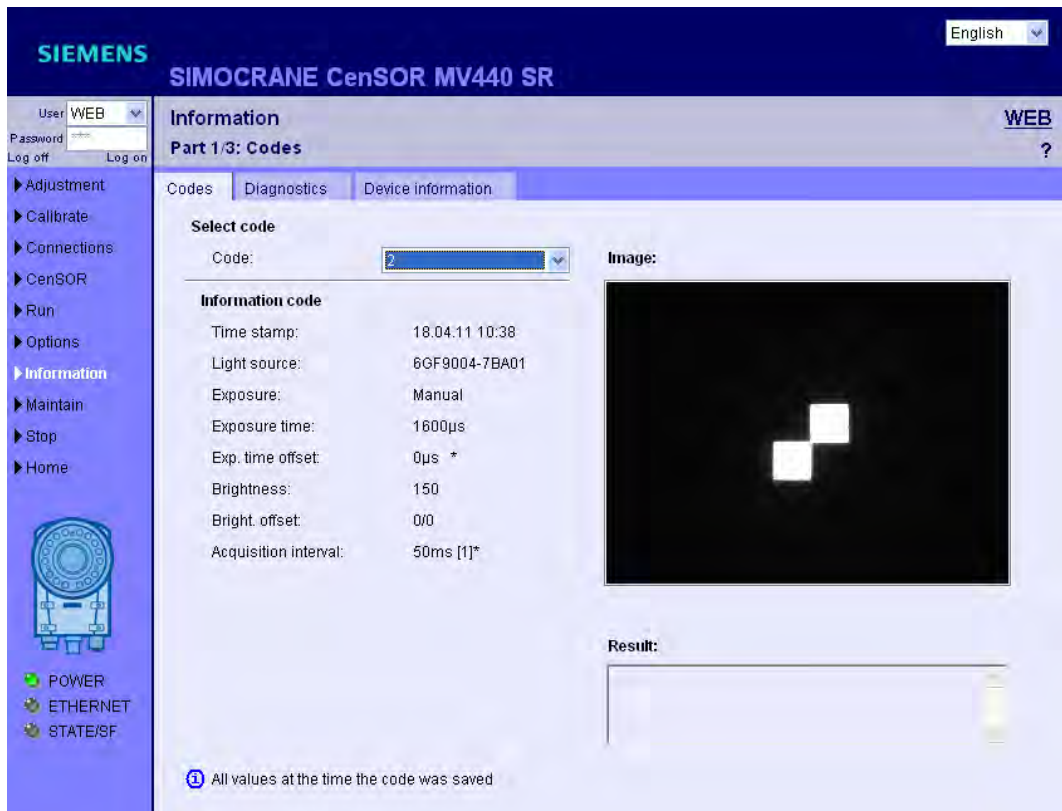 English
SIEMENS
SIMOCRANE CenSOR MV440 SR
User WEB
Password ***
Log off Log on
Information
WEB
Part 1/3: Codes
?
Adjustment
Calibrate
Connections
CenSOR
Run
Options
Information
Maintain
Stop
Home
POWER
ETHERNET
STATE/SF
Codes Diagnostics Device information
Select code
Code: 2
Image:
Information code
Time stamp: 18.04.11 10:38
Light source: 6GF9004-7BA01
Exposure: Manual
Exposure time: 1600µs
Exp. time offset: 0µs *
Brightness: 150
Bright. offset: 0/0
Acquisition interval: 50ms [1]*
Result:
i All values at the time the code was saved